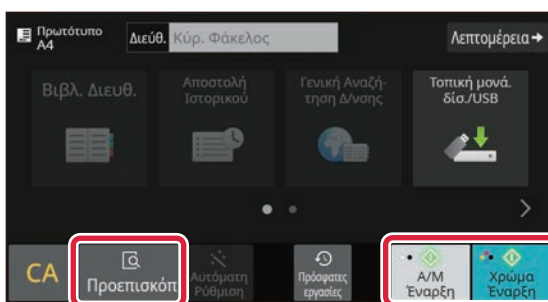 Πρωτότυπο
A4
Διεύθ.
Κύρ. Φάκελος
Λεπτομέρεια
Βιβλ. Διευθ.
Αποστολή
Ιστορικού
Γενική Αναζή-
τηση Δ/νσης
Τοπική μονά.
δίσ./USB
CA
Προεπισκόπ
Αυτόματη
Ρύθμιση
Πρόσφατες
εργασίες
Α/Μ
Έναρξη
Χρώμα
Έναρξη